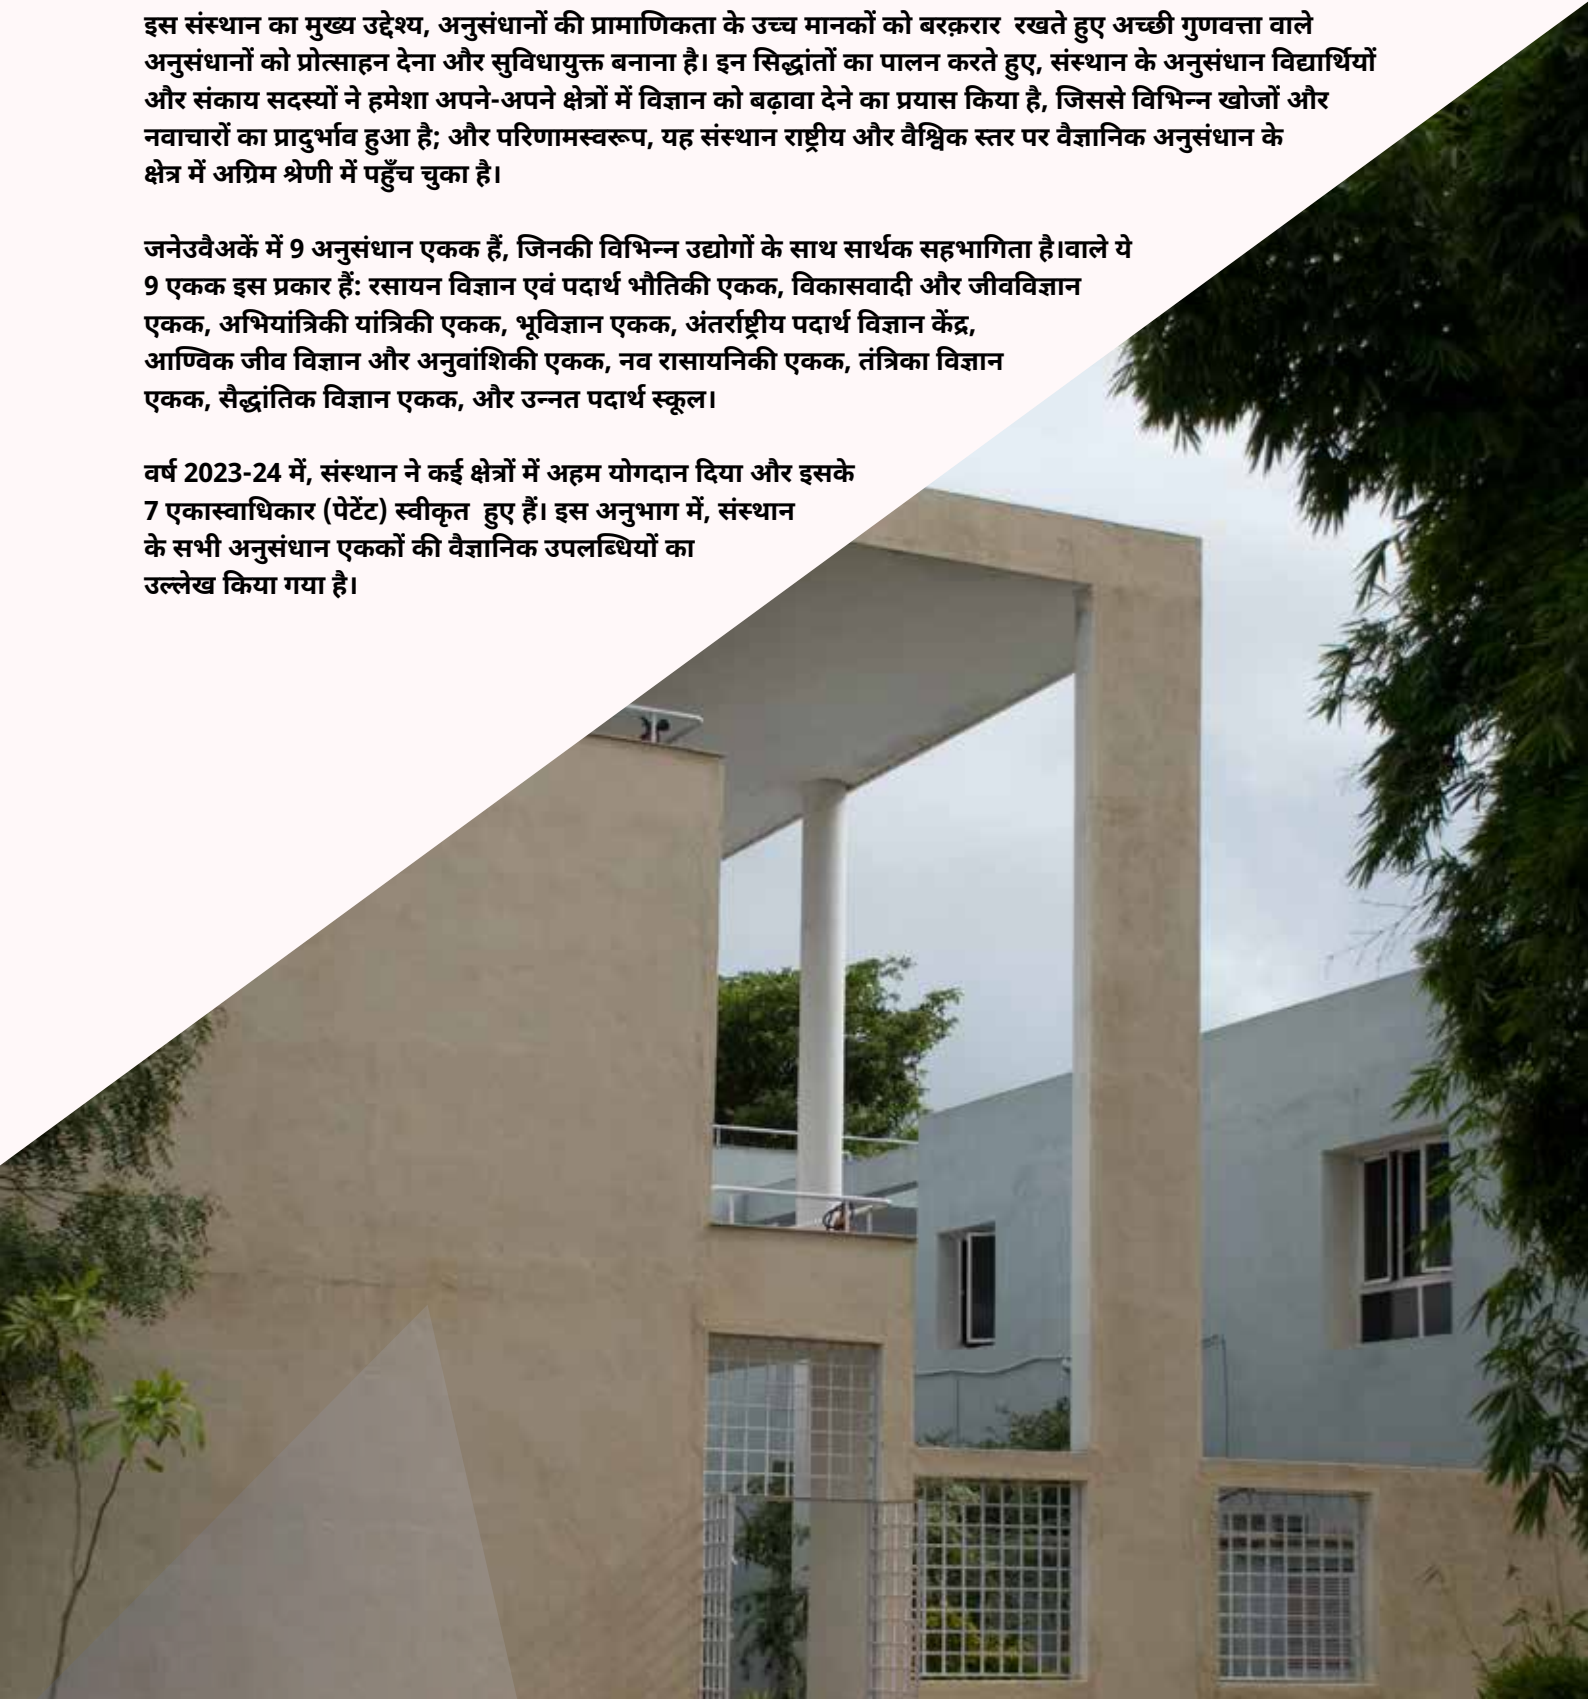 इस संस्थान का मुख्य उद्देश्य, अनुसंधानों की प्रामाणिकता के उच्च मानकों को बरक़रार  रखते हुए अच्छी गुणवत्ता वाले
अनुसंधानों को प्रोत्साहन देना और सुविधायुक्त बनाना है। इन सिद्धांतों का पालन करते हुए, संस्थान के अनुसंधान विद्यार्थियों
और संकाय सदस्यों ने हमेशा अपने-अपने क्षेत्रों में विज्ञान को बढ़ावा देने का प्रयास किया है, जिससे विभिन्न खोजों और
नवाचारों का प्रादुर्भाव हुआ है; और परिणामस्वरूप, यह संस्थान राष्ट्रीय और वैश्विक स्तर पर वैज्ञानिक अनुसंधान के
क्षेत्र में अग्रिम श्रेणी में पहुँच चुका है।
जनेउवैअकें में 9 अनुसंधान एकक हैं, जिनकी विभिन्न उद्योगों के साथ सार्थक सहभागिता है।वाले ये
9 एकक इस प्रकार हैं: रसायन विज्ञान एवं पदार्थ भौतिकी एकक, विकासवादी और जीवविज्ञान
एकक, अभियांत्रिकी यांत्रिकी एकक, भूविज्ञान एकक, अंतर्राष्ट्रीय पदार्थ विज्ञान केंद्र,
आण्विक जीव विज्ञान और अनुवांशिकी एकक, नव रासायनिकी एकक, तंत्रिका विज्ञान
एकक, सैद्धांतिक विज्ञान एकक, और उन्नत पदार्थ स्कूल।
वर्ष 2023-24 में, संस्थान ने कई क्षेत्रों में अहम योगदान दिया और इसके
7 एकास्वाधिकार (पेटेंट) स्वीकृत  हुए हैं। इस अनुभाग में, संस्थान
के सभी अनुसंधान एककों की वैज्ञानिक उपलब्धियों का
उल्लेख किया गया है।